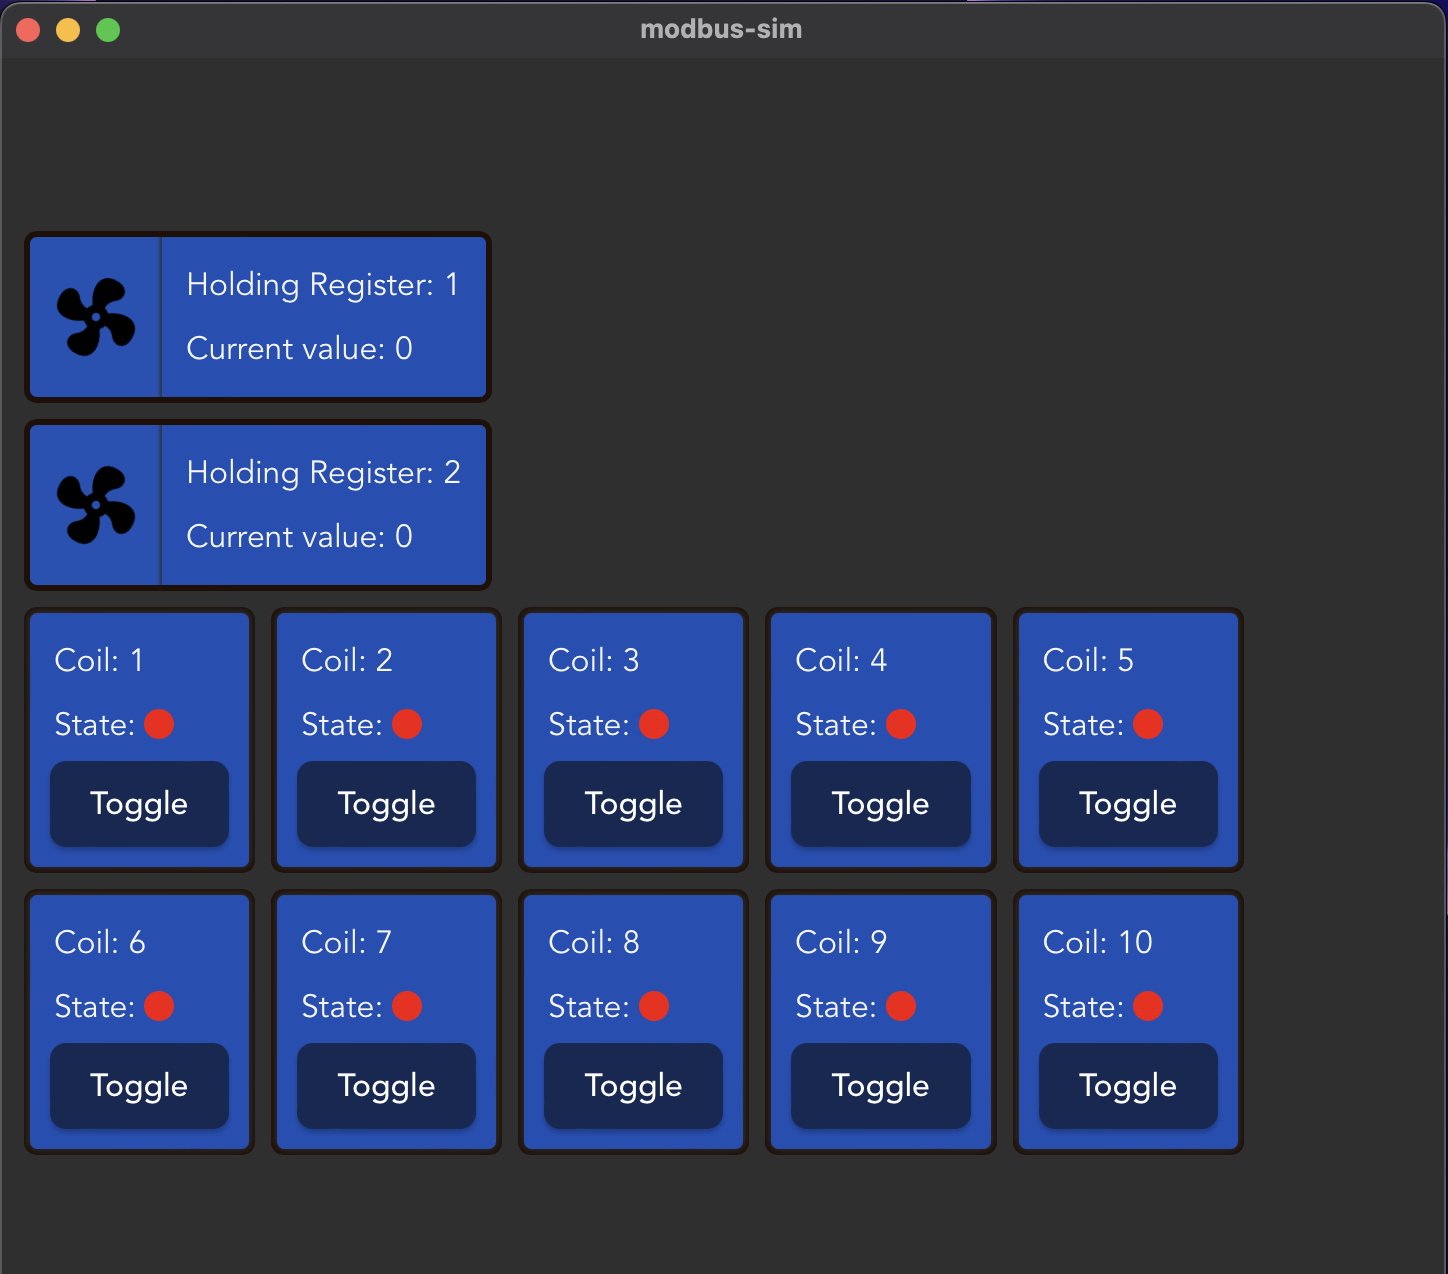 modbus-sim
Holding Register: 1
Current value: 0
Holding Register: 2
Current value: 0
Coil: 1
State:
Toggle
Coil: 2
State:
Toggle
Coil: 3
State:
Toggle
Coil: 4
State:
Toggle
Coil: 5
State:
Toggle
Coil: 6
State:
Toggle
Coil: 7
State:
Toggle
Coil: 8
State:
Toggle
Coil: 9
State:
Toggle
Coil: 10
State:
Toggle